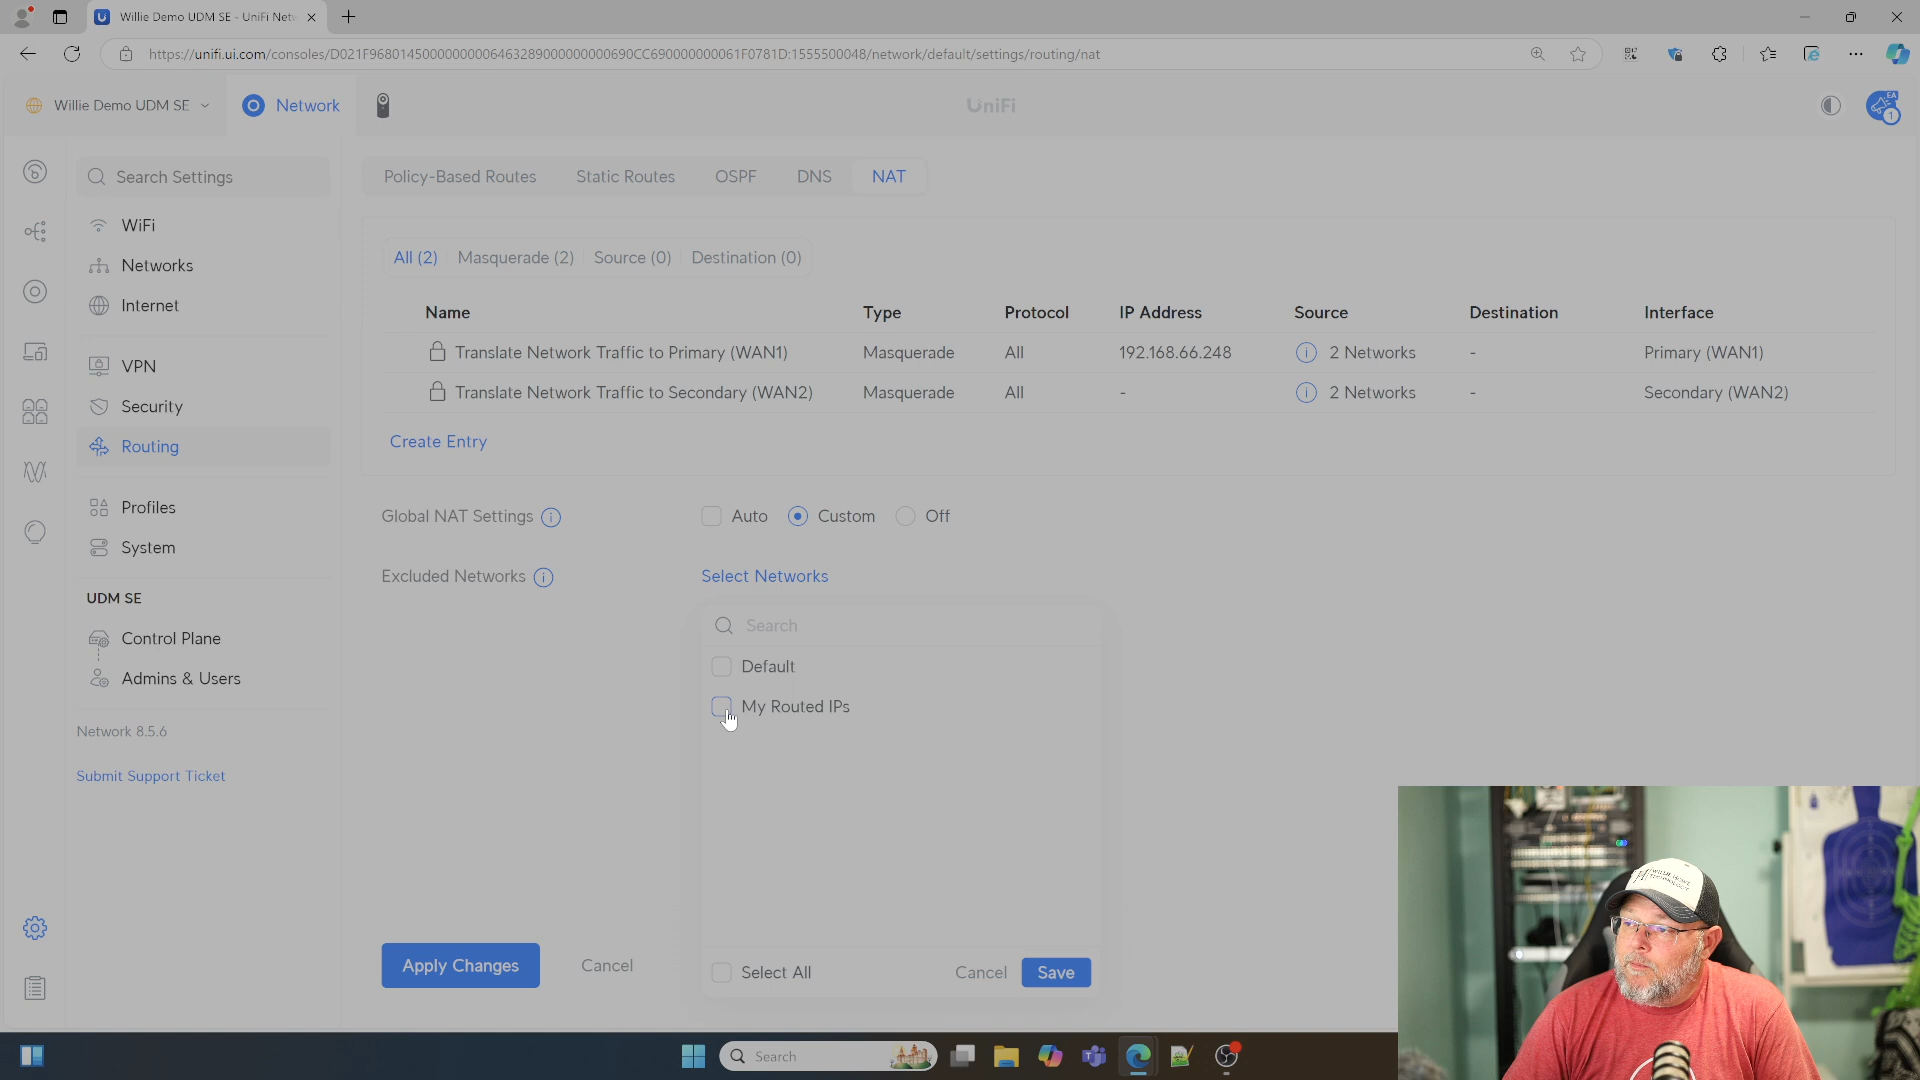 Willie Demo UDM SE - UniFi Netw
https://unifi.ui.com/consoles/D021F9680145000000000646328900000000690CC690000000061F0781D:1555500048/network/default/settings/routing/nat
Willie Demo UDM SE
Network
UniFi
EA
1
Search Settings
WiFi
Networks
Internet
VPN
Security
Routing
Profiles
System
UDM SE
Control Plane
Admins & Users
Network 8.5.6
Submit Support Ticket
Policy-Based Routes Static Routes OSPF DNS NAT
All (2) Masquerade (2) Source (0) Destination (0)
Name Type Protocol IP Address Source Destination Interface
Translate Network Traffic to Primary (WAN1) Masquerade All 192.168.66.248 2 Networks - Primary (WAN1)
Translate Network Traffic to Secondary (WAN2) Masquerade All - 2 Networks - Secondary (WAN2)
Create Entry
Global NAT Settings Auto Custom Off
Excluded Networks Select Networks
Search
Default
My Routed IPs
Select All Cancel Save
Apply Changes Cancel
Search